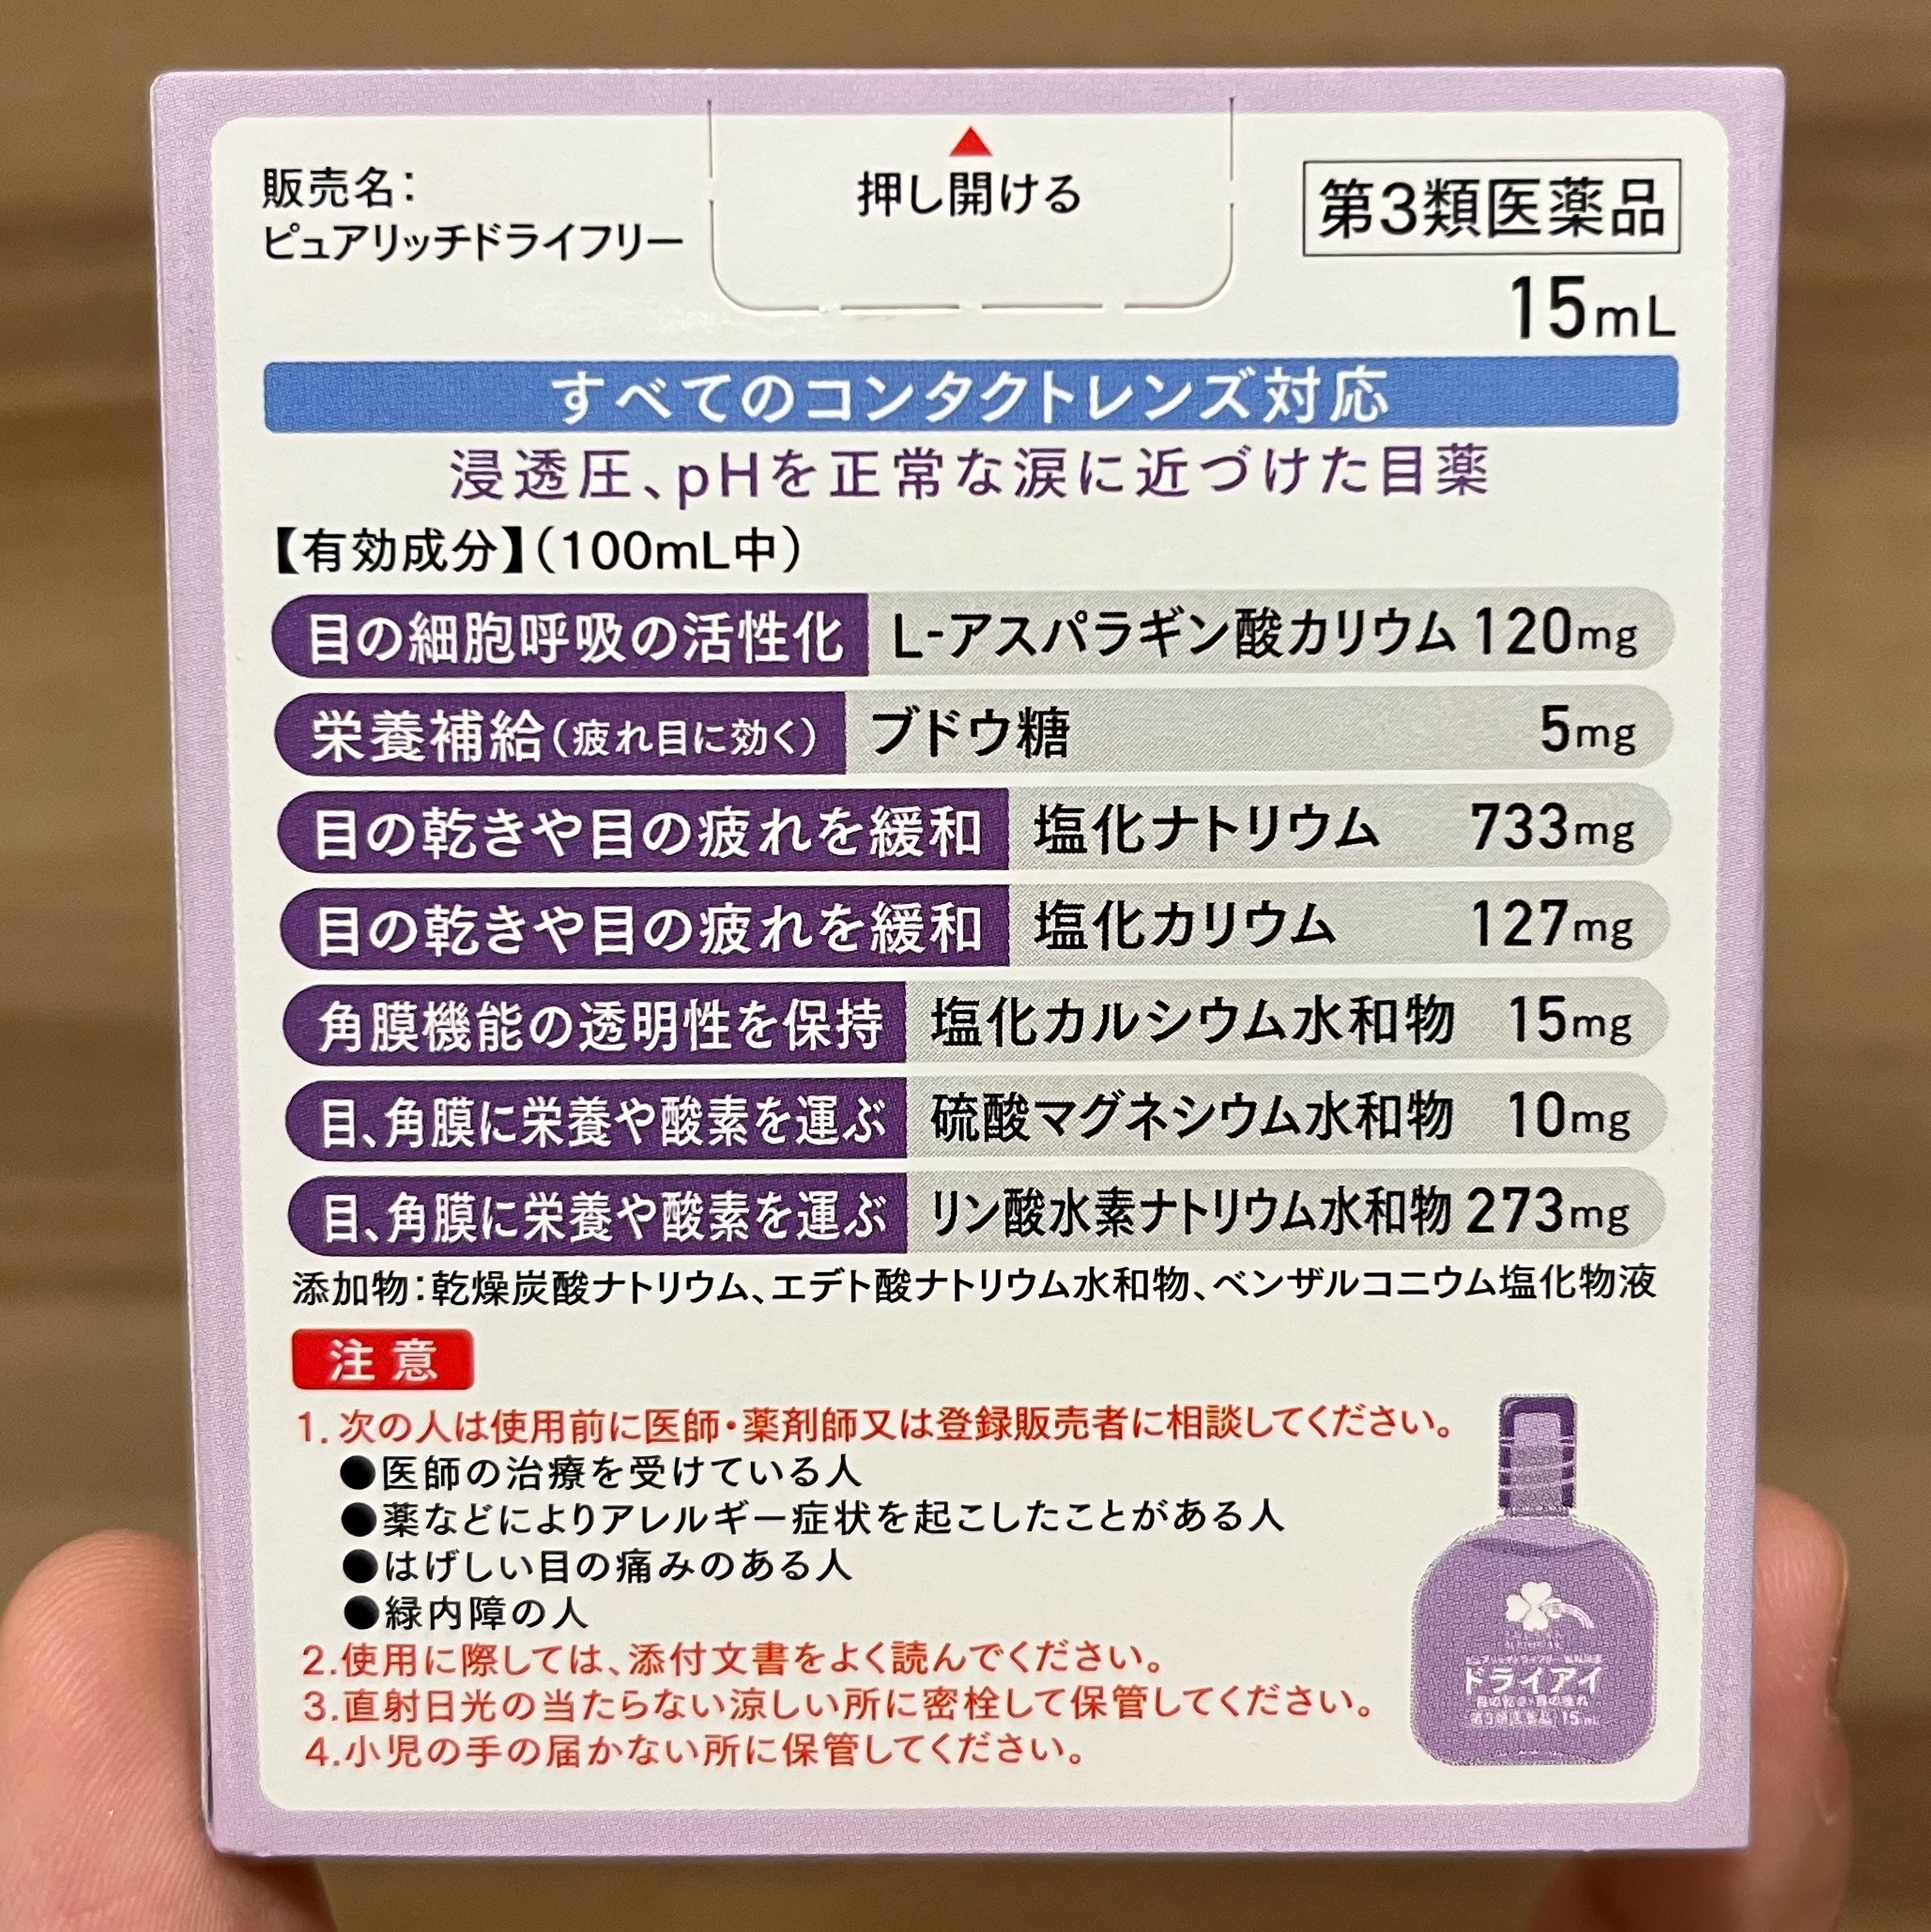 販売名：
ピュアリッチドライフリー
押し開ける
第3類医薬品
15mL
すべてのコンタクトレンズ対応
浸透圧、pHを正常な涙に近づけた目薬
【有効成分】（100mL中）
目の細胞呼吸の活性化 L-アスパラギン酸カリウム 120mg
栄養補給（疲れ目に効く） ブドウ糖 5mg
目の乾きや目の疲れを緩和 塩化ナトリウム 733mg
目の乾きや目の疲れを緩和 塩化カリウム 127mg
角膜機能の透明性を保持 塩化カルシウム水和物 15mg
目、角膜に栄養や酸素を運ぶ 硫酸マグネシウム水和物 10mg
目、角膜に栄養や酸素を運ぶ リン酸水素ナトリウム水和物 273mg
添加物：乾燥炭酸ナトリウム、エデト酸ナトリウム水和物、ベンザルコニウム塩化物液
注意
1. 次の人は使用前に医師・薬剤師又は登録販売者に相談してください。
●医師の治療を受けている人
●薬などによりアレルギー症状を起こしたことがある人
●はげしい目の痛みのある人
●緑内障の人
2.使用に際しては、添付文書をよく読んでください。
3.直射日光の当たらない涼しい所に密栓して保管してください。
4.小児の手の届かない所に保管してください。
ドライアイ
目の乾き・目の疲れ
第3類医薬品 15mL